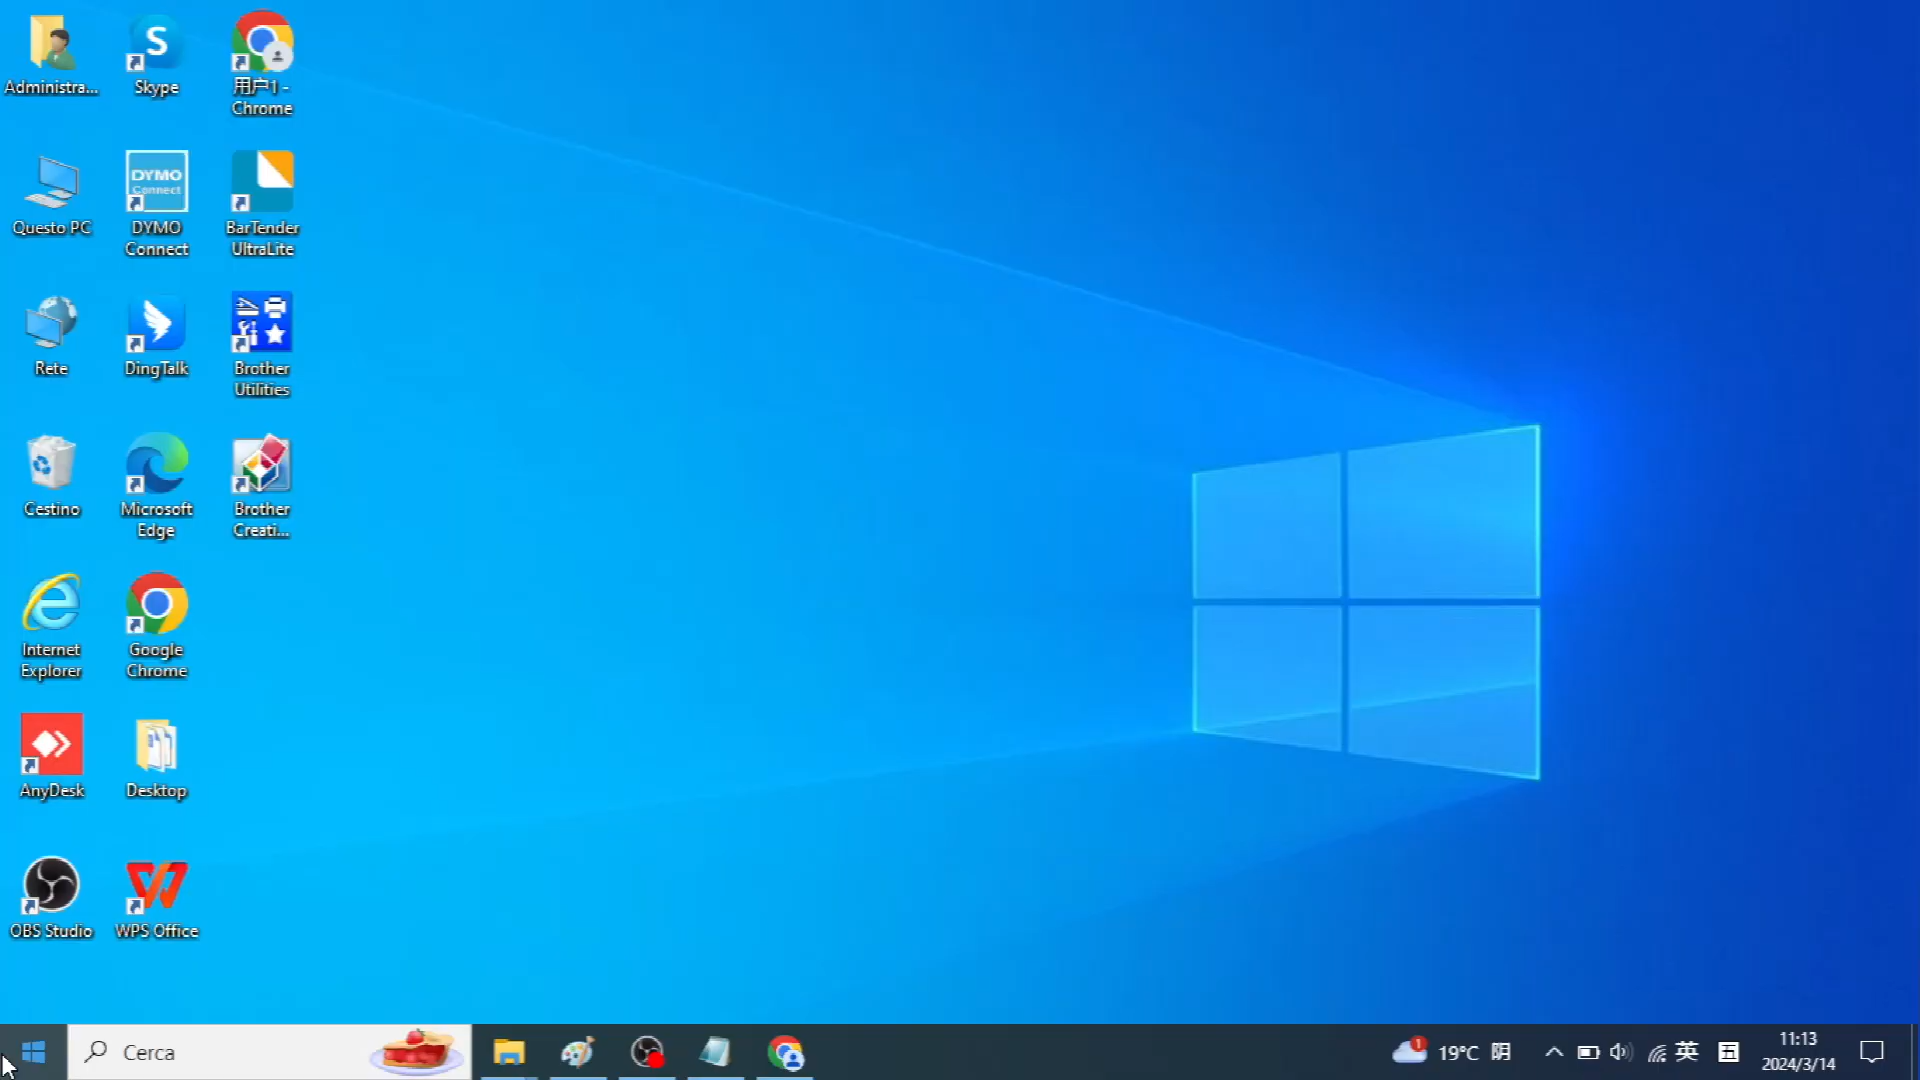 Administra...
Skype
用户1 -
Chrome
Questo PC
DYMO
Connect
DYMO
Connect
BarTender
UltraLite
Rete
DingTalk
Brother
Utilities
Cestino
Microsoft
Edge
Brother
Creati...
Internet
Explorer
Google
Chrome
AnyDesk
Desktop
OBS Studio
WPS Office
Cerca
1
19°C 阴
英
五
11:13
2024/3/14